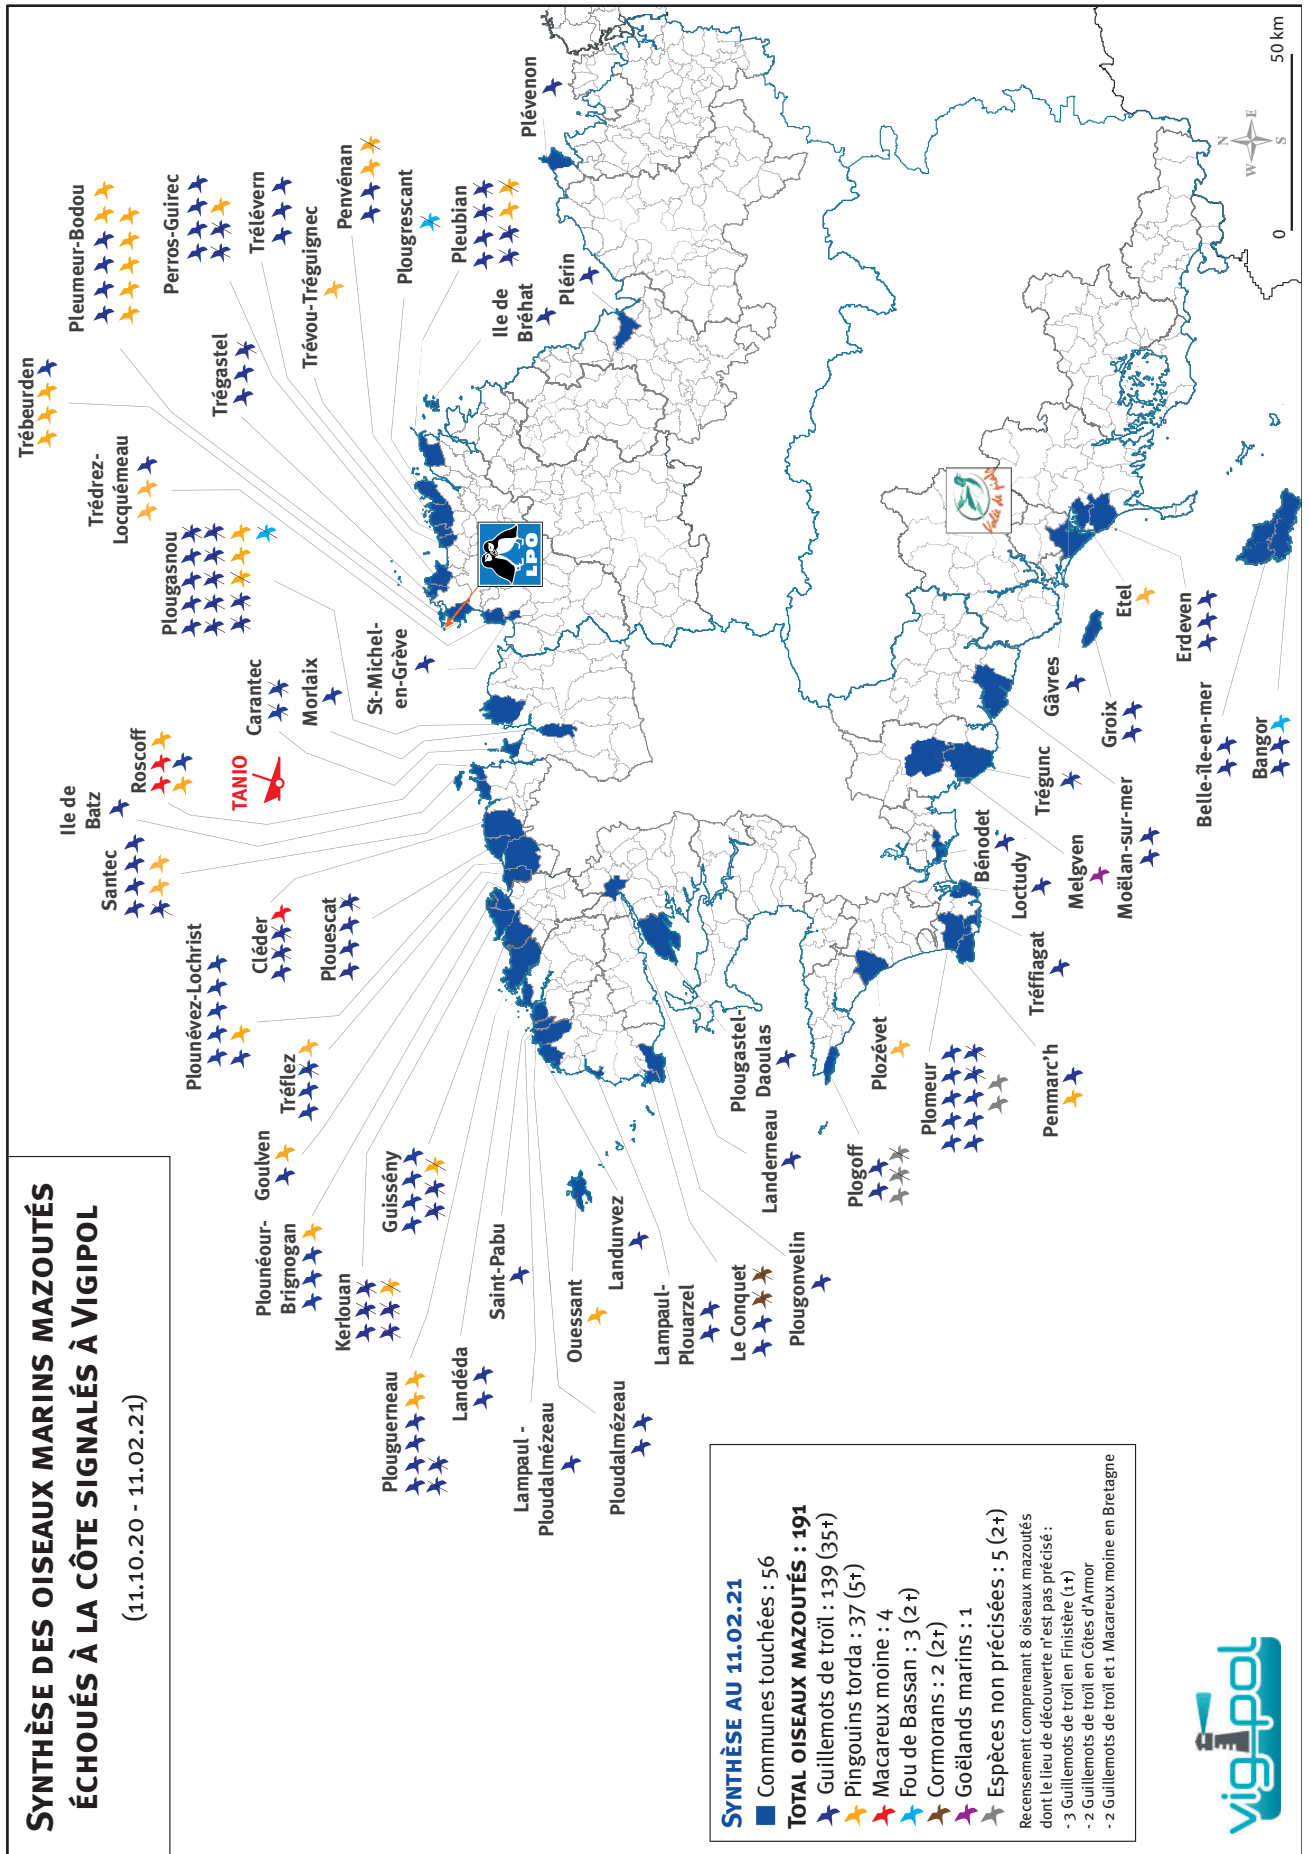 SYNTHÈSE DES OISEAUX MARINS MAZOUTÉS
ÉCHOUÉS À LA CÔTE SIGNALÉS À VIGIPOL
(11.10.20 - 11.02.21)
Trébeurden
Pleumeur-Bodou
Trédrez-
Locquémeau
Perros-Guirec
Plougasnou
Trégastel
Trélévern
Trévou-Tréguignec
Penvénan
Plougrescant
Pleubian
Ile de
Bréhat
Plérin
Plévenon
Carantec
Morlaix
St-Michel-
en-Grève
LPO
Ile de
Batz
Roscoff
TANIO
Santec
Plounévez-Lochrist
Cléder
Plouescat
Tréflez
Goulven
Plounéour-
Brignogan
Kerlouan
Guissény
Plouguerneau
Landéda
Saint-Pabu
Lampaul -
Ploudalmézeau
Ploudalmézeau
Ouessant
Landunvez
Lampaul-
Plouarzel
Le Conquet
Plougonvelin
Landerneau
Plougastel-
Daoulas
Plogoff
Plozévet
Plomeur
Penmarc'h
Tréffiagat
Loctudy
Bénodet
Melgven
Trégunc
Moëlan-sur-mer
Gâvres
Groix
Etel
Erdeven
Belle-île-en-mer
Bangor
N
W
E
S
0
50 km
SYNTHÈSE AU 11.02.21
Communes touchées : 56
TOTAL OISEAUX MAZOUTÉS : 191
Guillemots de troïl : 139 (35†)
Pingouins torda : 37 (5†)
Macareux moine : 4
Fou de Bassan : 3 (2†)
Cormorans : 2 (2†)
Goëlands marins : 1
Espèces non précisées : 5 (2†)
Recensement comprenant 8 oiseaux mazoutés
dont le lieu de découverte n'est pas précisé :
- 3 Guillemots de troïl en Finistère (1†)
- 2 Guillemots de troïl en Côtes d'Armor
- 2 Guillemots de troïl et 1 Macareux moine en Bretagne
vigipol